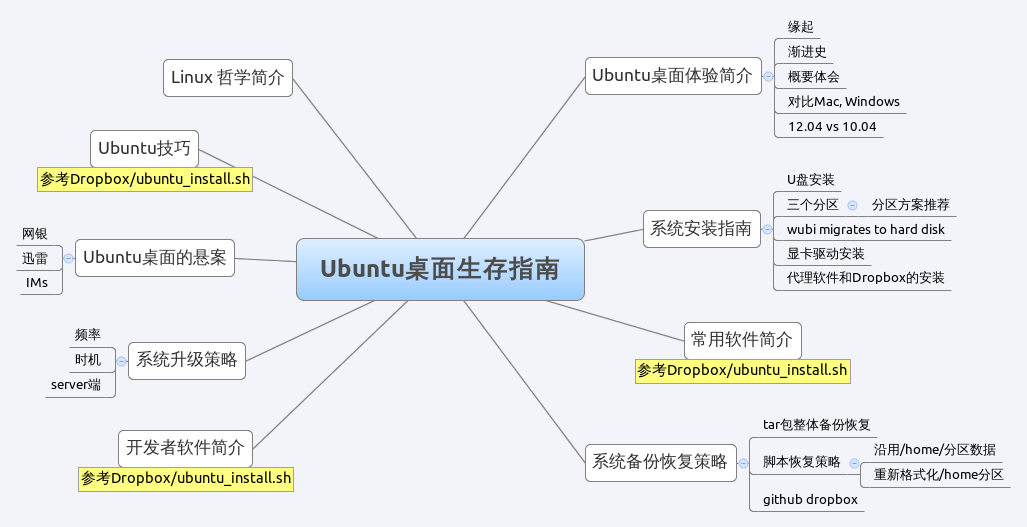 Ubuntu桌面生存指南
Ubuntu桌面体验简介
缘起
渐进史
概要体会
对比Mac, Windows
12.04 vs 10.04
系统安装指南
U盘安装
三个分区
分区方案推荐
wubi migrates to hard disk
显卡驱动安装
代理软件和Dropbox的安装
常用软件简介
参考Dropbox/ubuntu_install.sh
系统备份恢复策略
tar包整体备份恢复
脚本恢复策略
沿用/home/分区数据
重新格式化/home分区
github dropbox
Linux 哲学简介
Ubuntu技巧
参考Dropbox/ubuntu_install.sh
Ubuntu桌面的悬案
网银
迅雷
IMs
系统升级策略
频率
时机
server端
开发者软件简介
参考Dropbox/ubuntu_install.sh